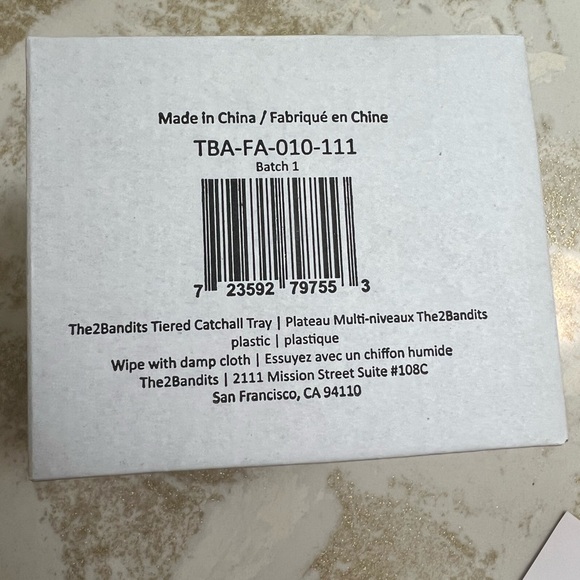 Made in China / Fabriqué en Chine
TBA-FA-010-111
Batch 1
7 23592 79755 3
The2Bandits Tiered Catchall Tray | Plateau Multi-niveaux The2Bandits
plastic | plastique
Wipe with damp cloth | Essuyez avec un chiffon humide
The2Bandits | 2111 Mission Street Suite #108C
San Francisco, CA 94110